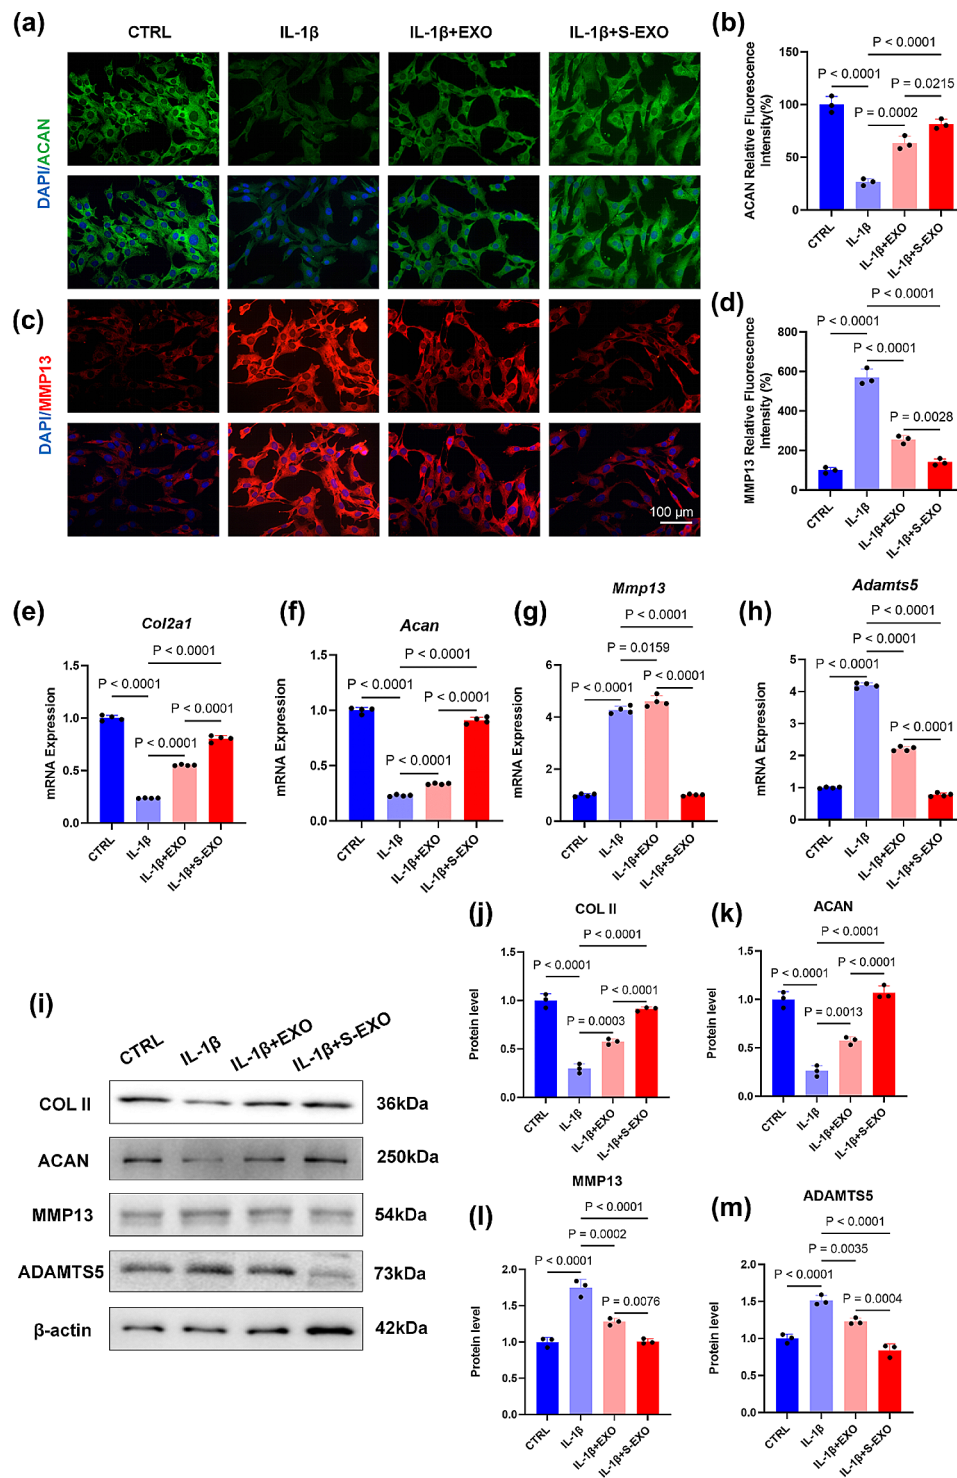 (a)
CTRL
IL-1β
IL-1β+EXO
IL-1β+S-EXO
DAPI/ACAN
(b)
ACAN Relative Fluorescence
Intensity(%)
150
100
50
0
P < 0.0001
P < 0.0001
P = 0.0215
P = 0.0002
CTRL
IL-1β
IL-1β+EXO
IL-1β+S-EXO
(c)
DAPI/MMP13
100 µm
(d)
MMP13 Relative Fluorescence
Intensity (%)
800
600
400
200
0
P < 0.0001
P < 0.0001
P < 0.0001
P = 0.0028
CTRL
IL-1β
IL-1β+EXO
IL-1β+S-EXO
(e)
Col2a1
mRNA Expression
1.5
1.0
0.5
0.0
P < 0.0001
P < 0.0001
P < 0.0001
P < 0.0001
CTRL
IL-1β
IL-1β+EXO
IL-1β+S-EXO
(f)
Acan
mRNA Expression
1.5
1.0
0.5
0.0
P < 0.0001
P < 0.0001
P < 0.0001
P < 0.0001
CTRL
IL-1β
IL-1β+EXO
IL-1β+S-EXO
(g)
Mmp13
mRNA Expression
6
4
2
0
P < 0.0001
P = 0.0159
P < 0.0001
P < 0.0001
CTRL
IL-1β
IL-1β+EXO
IL-1β+S-EXO
(h)
Adamts5
mRNA Expression
5
4
3
2
1
0
P < 0.0001
P < 0.0001
P < 0.0001
P < 0.0001
CTRL
IL-1β
IL-1β+EXO
IL-1β+S-EXO
(i)
CTRL
IL-1β
IL-1β+EXO
IL-1β+S-EXO
COL II
36kDa
ACAN
250kDa
MMP13
54kDa
ADAMTS5
73kDa
β-actin
42kDa
(j)
COL II
Protein level
1.5
1.0
0.5
0.0
P < 0.0001
P < 0.0001
P < 0.0001
P = 0.0003
CTRL
IL-1β
IL-1β+EXO
IL-1β+S-EXO
(k)
ACAN
Protein level
1.5
1.0
0.5
0.0
P < 0.0001
P < 0.0001
P < 0.0001
P = 0.0013
CTRL
IL-1β
IL-1β+EXO
IL-1β+S-EXO
(l)
MMP13
Protein level
2.0
1.5
1.0
0.5
0.0
P < 0.0001
P = 0.0002
P < 0.0001
P = 0.0076
CTRL
IL-1β
IL-1β+EXO
IL-1β+S-EXO
(m)
ADAMTS5
Protein level
2.0
1.5
1.0
0.5
0.0
P < 0.0001
P = 0.0035
P < 0.0001
P = 0.0004
CTRL
IL-1β
IL-1β+EXO
IL-1β+S-EXO